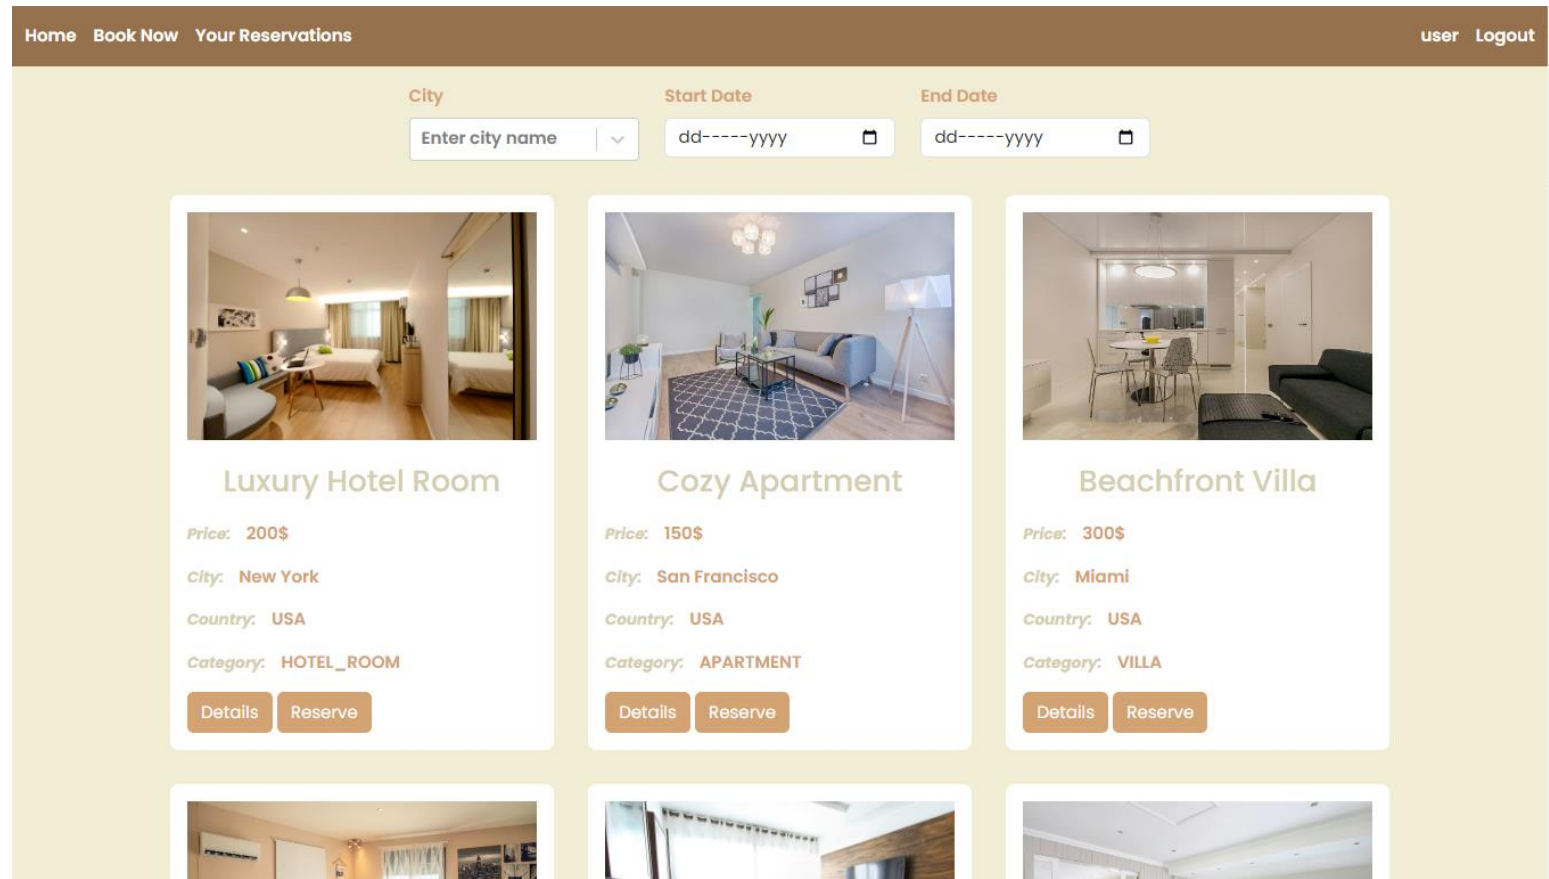 Home Book Now Your Reservations user Logout
City Start Date End Date
Enter city name dd-----yyyy dd-----yyyy
Luxury Hotel Room
Price: 200$
City: New York
Country: USA
Category: HOTEL_ROOM
Details Reserve
Cozy Apartment
Price: 150$
City: San Francisco
Country: USA
Category: APARTMENT
Details Reserve
Beachfront Villa
Price: 300$
City: Miami
Country: USA
Category: VILLA
Details Reserve